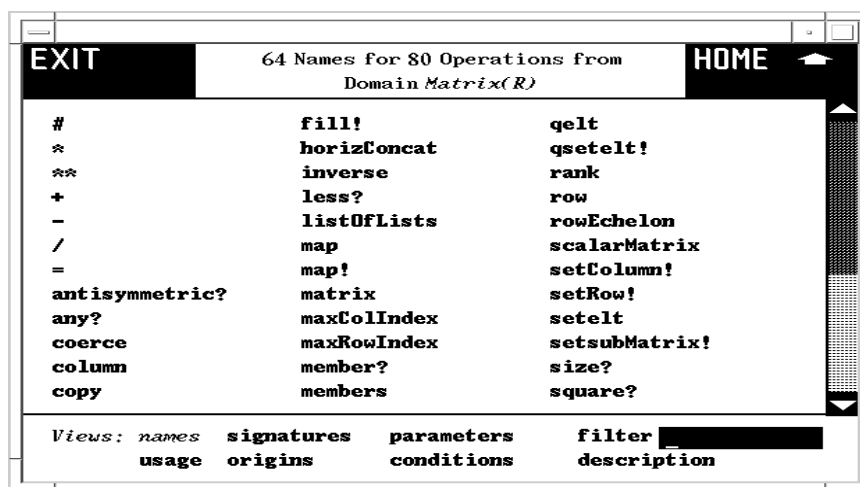 EXIT 64 Names for 80 Operations from HOME
Domain Matrix(R)
# fill! qelt
* horizConcat qsetelt!
** inverse rank
+ less? row
- listOfLists rowEchelon
/ map scalarMatrix
= map! setColumn!
antisymmetric? matrix setRow!
any? maxColIndex setelt
coerce maxRowIndex setsubMatrix!
column member? size?
copy members square?
Views: names signatures parameters filter _
usage origins conditions description